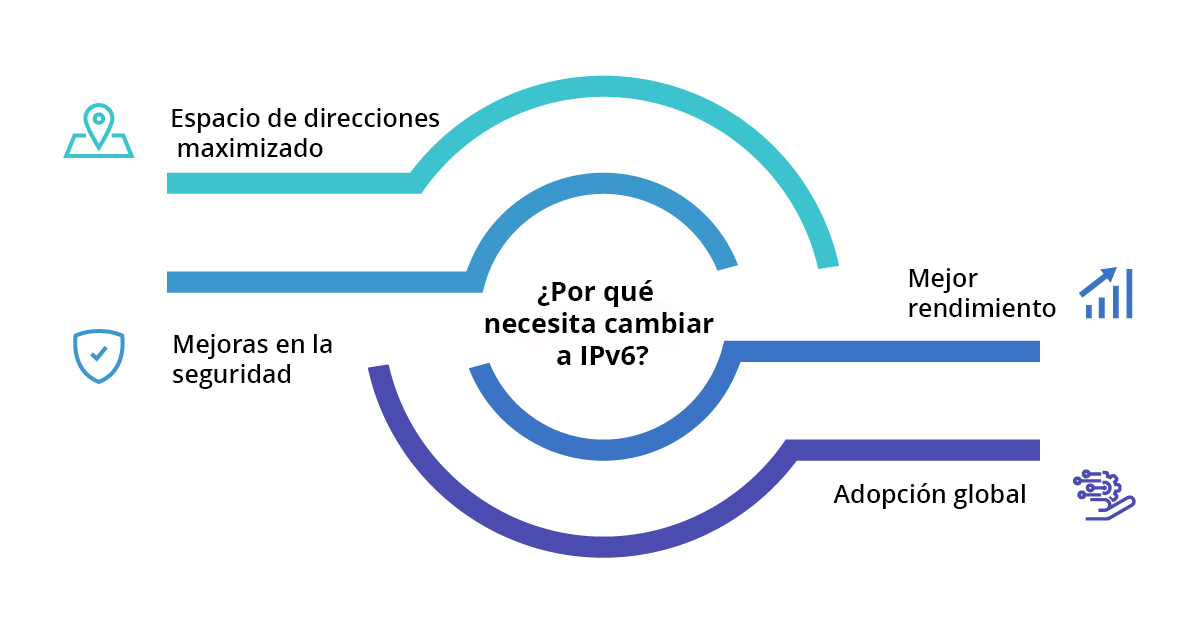 Espacio de direcciones
maximizado
Mejoras en la
seguridad
¿Por qué
necesita cambiar
a IPv6?
Mejor
rendimiento
Adopción global